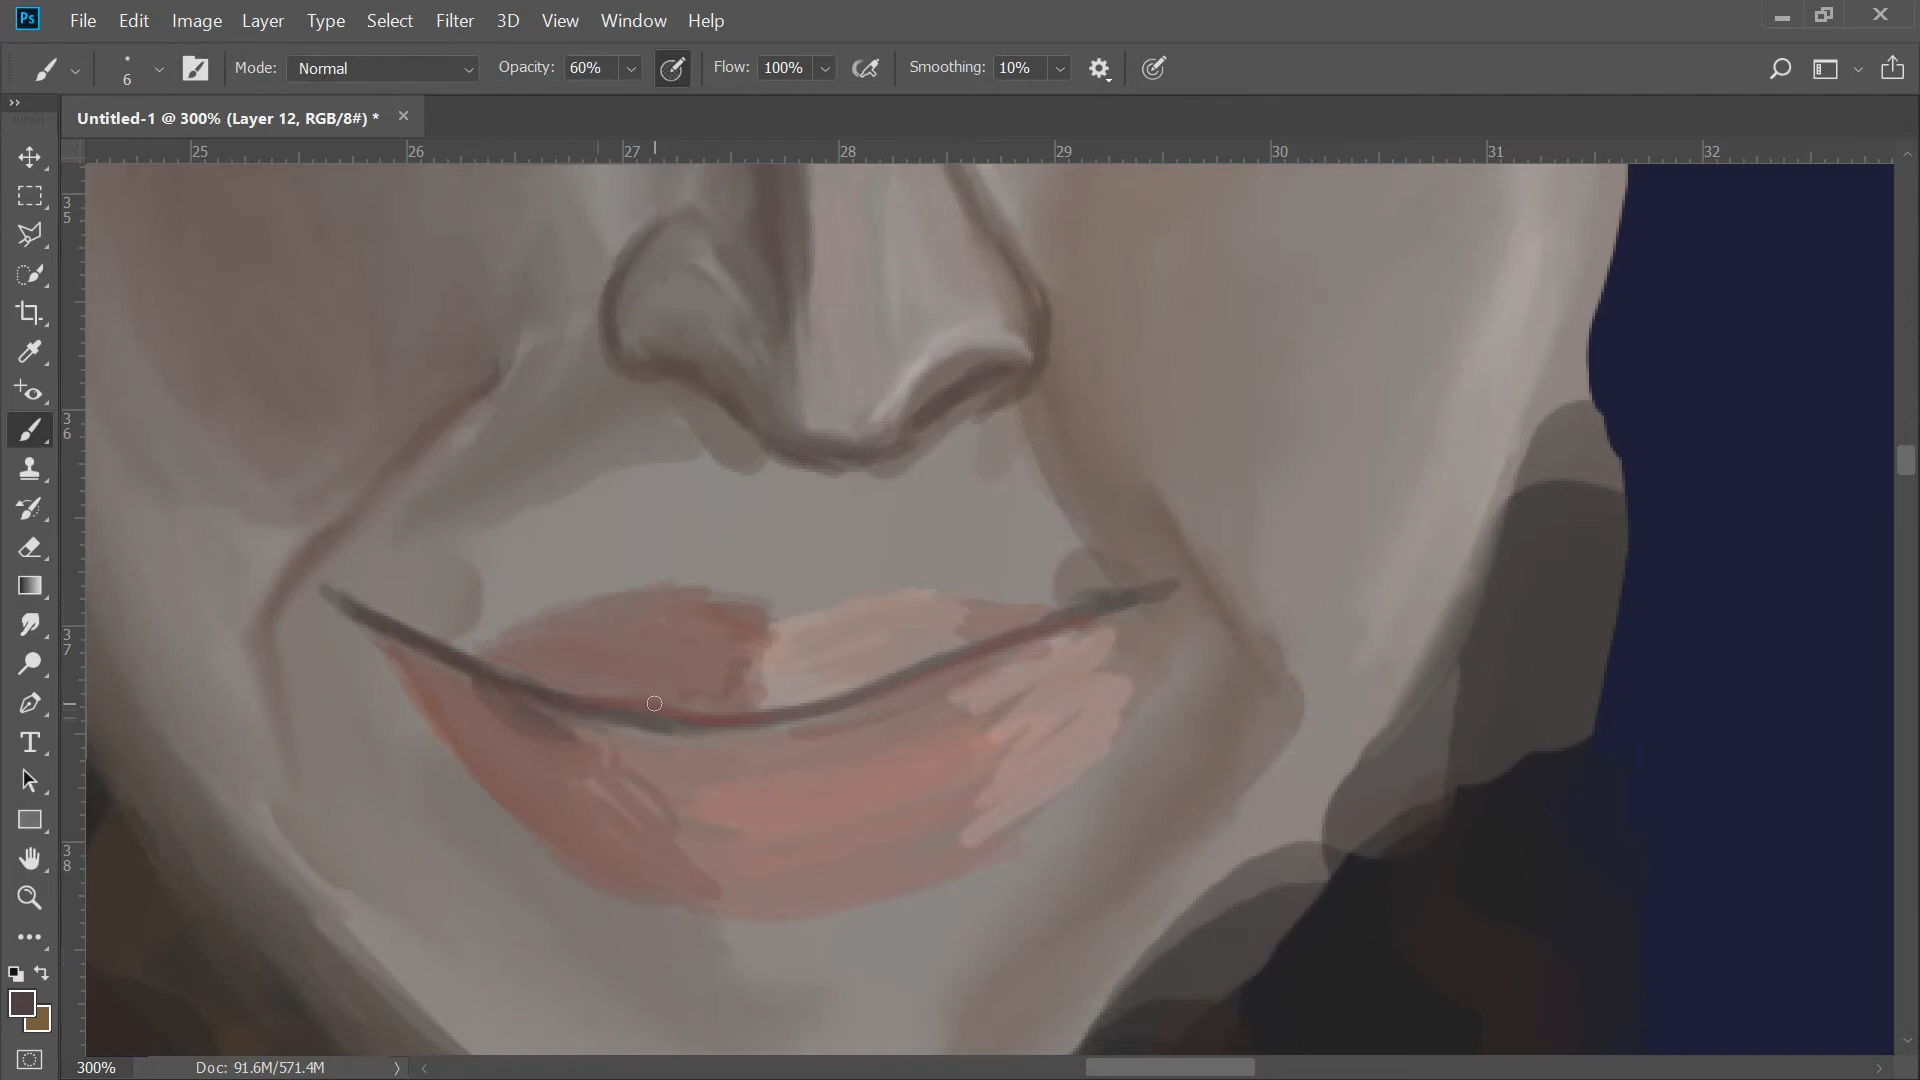 Ps File Edit Image Layer Type Select Filter 3D View Window Help
6 Mode: Normal Opacity: 60% Flow: 100% Smoothing: 10%
Untitled-1 @ 300% (Layer 12, RGB/8#) *
25 26 27 28 29 30 31 32
35
36
37
38
300% Doc: 91.6M/571.4M